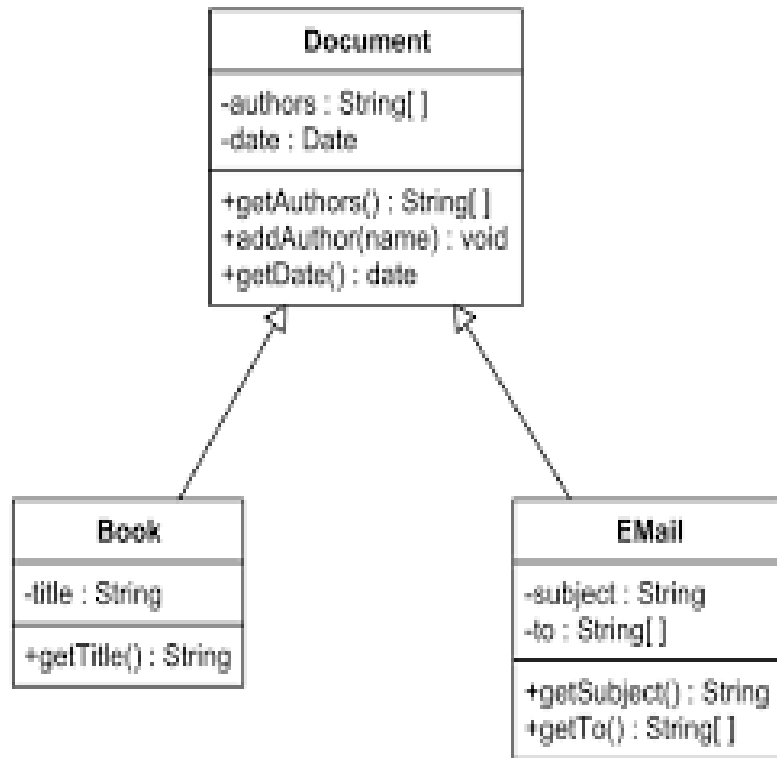 Document
-authors : String[ ]
-date : Date
+getAuthors() : String[ ]
+addAuthor(name) : void
+getDate() : date
Book
-title : String
+getTitle() : String
EMail
-subject : String
-to : String[ ]
+getSubject() : String
+getTo() : String[ ]